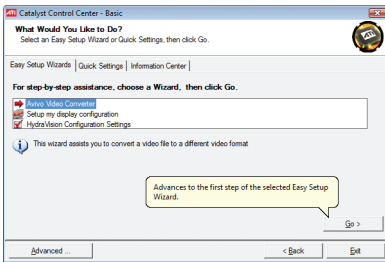 ATI Catalyst Control Center - Basic
What Would You Like to Do?
Select an Easy Setup Wizard or Quick Settings, then click Go.
ATI
Easy Setup Wizards Quick Settings Information Center
For step-by-step assistance, choose a Wizard, then click Go.
Avivo Video Converter
Setup my display configuration
HydraVision Configuration Settings
This wizard assists you to convert a video file to a different video format
Advances to the first step of the selected Easy Setup
Wizard.
Go >
Advanced ... < Back Exit